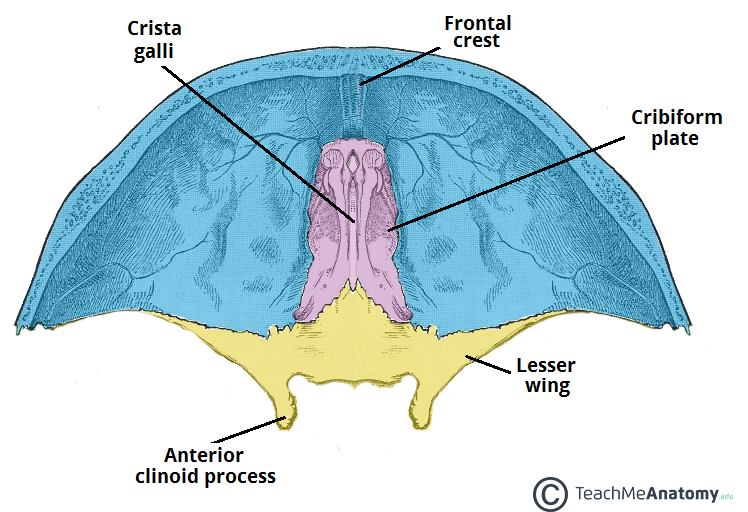 Crista
galli
Frontal
crest
Cribiform
plate
Lesser
wing
Anterior
clinoid process
© TeachMeAnatomy.info